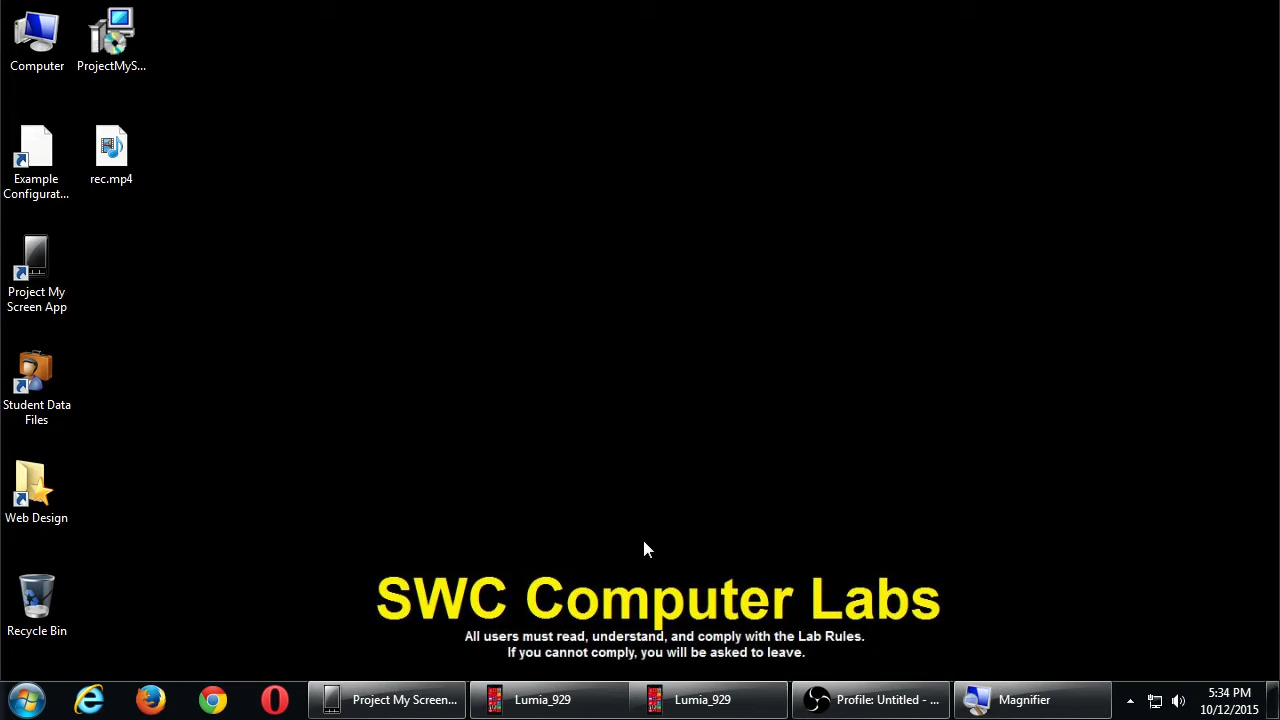 Computer
ProjectMyS...
Example
Configurat...
rec.mp4
Project My
Screen App
Student Data
Files
Web Design
Recycle Bin
SWC Computer Labs
All users must read, understand, and comply with the Lab Rules.
If you cannot comply, you will be asked to leave.
Project My Screen...
Lumia_929
Lumia_929
Profile: Untitled - ...
Magnifier
5:34 PM
10/12/2015